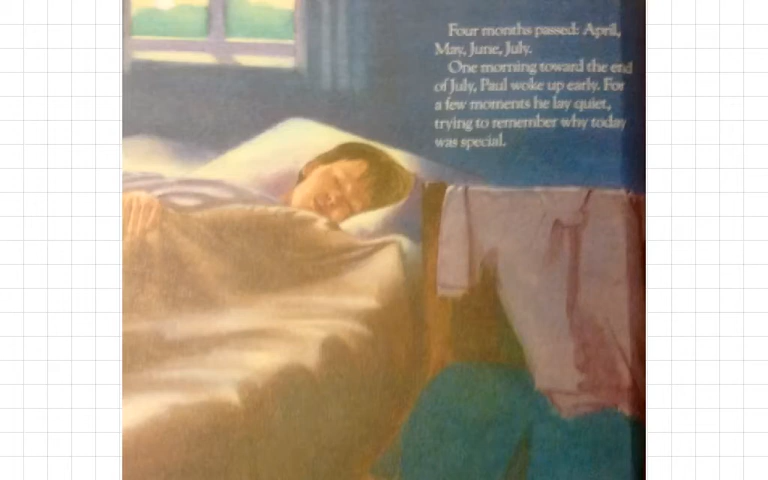 Four months passed: April,
May, June, July.
One morning toward the end
of July, Paul woke up early. For
a few moments he lay quiet,
trying to remember why today
was special.